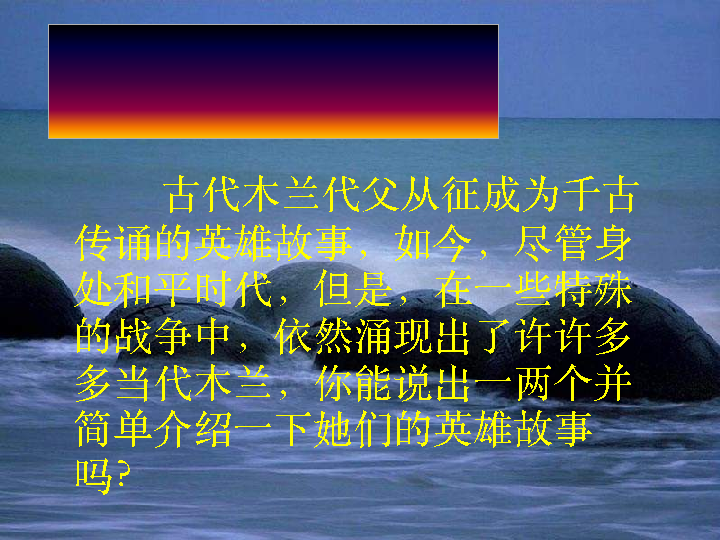 古代木兰代父从征成为千古
传诵的英雄故事，如今，尽管身
处和平时代，但是，在一些特殊
的战争中，依然涌现出了许许多
多当代木兰，你能说出一两个并
简单介绍一下她们的英雄故事
吗?